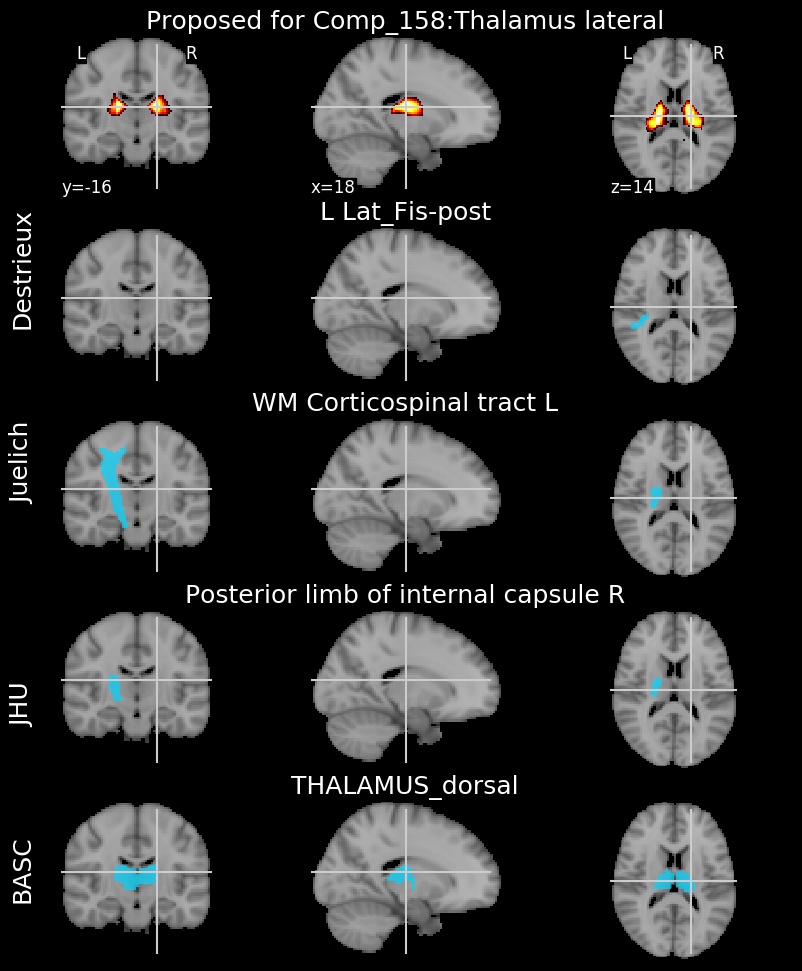 Proposed for Comp_158:Thalamus lateral
L R L R
y=-16 x=18 z=14
Destrieux
L Lat_Fis-post
Juelich
WM Corticospinal tract L
JHU
Posterior limb of internal capsule R
BASC
THALAMUS_dorsal